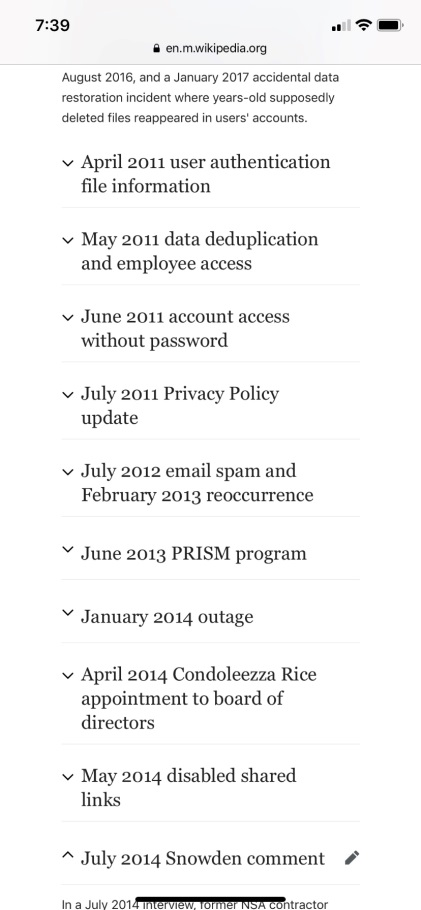 7:39
en.m.wikipedia.org
August 2016, and a January 2017 accidental data
restoration incident where years-old supposedly
deleted files reappeared in users' accounts.
April 2011 user authentication
file information
May 2011 data deduplication
and employee access
June 2011 account access
without password
July 2011 Privacy Policy
update
July 2012 email spam and
February 2013 reoccurrence
June 2013 PRISM program
January 2014 outage
April 2014 Condoleezza Rice
appointment to board of
directors
May 2014 disabled shared
links
July 2014 Snowden comment
In a July 2014 interview, former NSA contractor